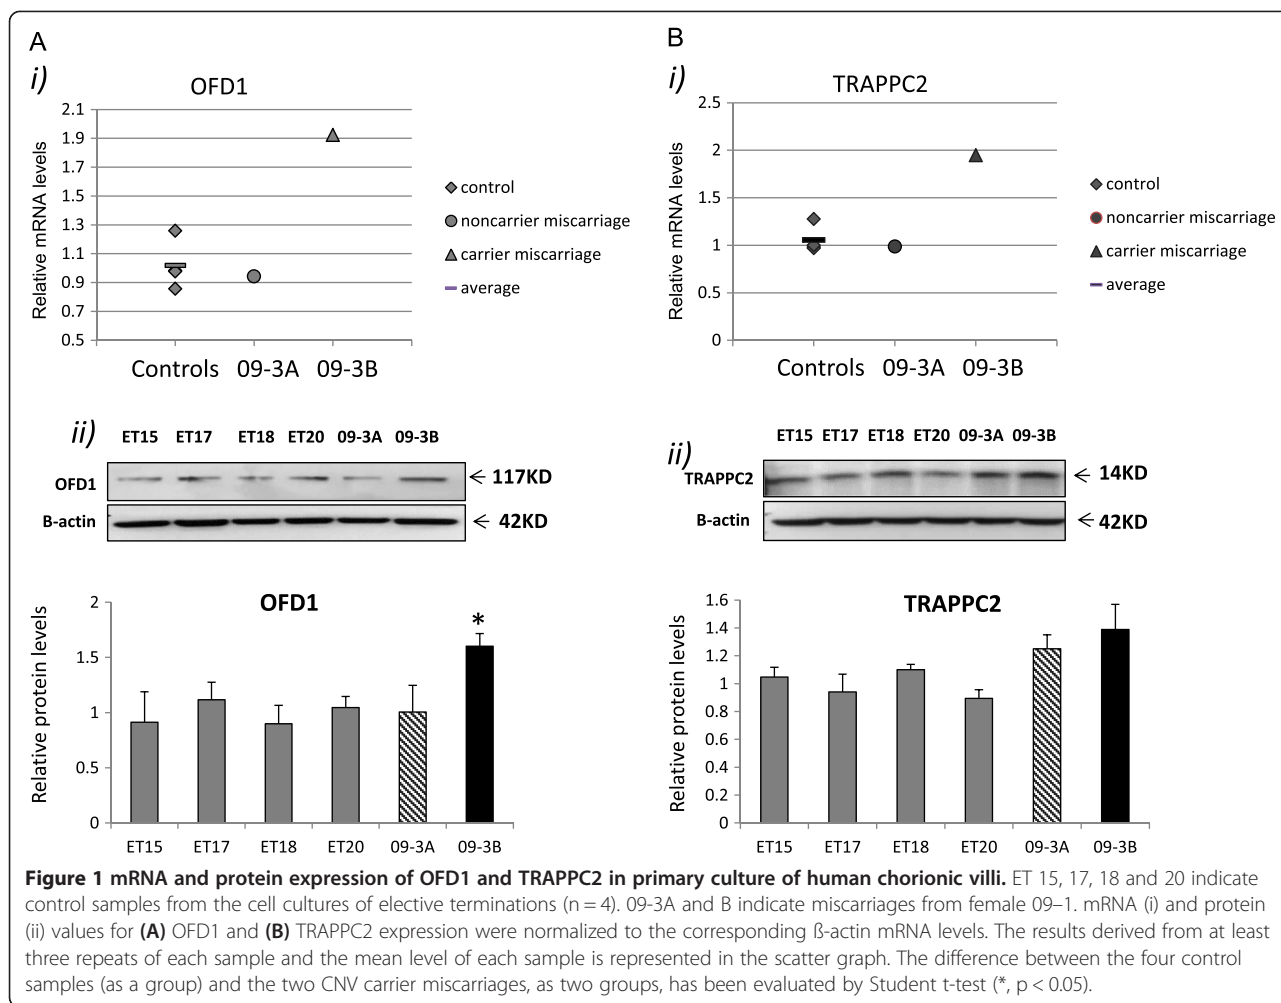 A
i)
OFD1
Relative mRNA levels
2.1
1.9
1.7
1.5
1.3
1.1
0.9
0.7
0.5
Controls 09-3A 09-3B
control
noncarrier miscarriage
carrier miscarriage
average
B
i)
TRAPPC2
Relative mRNA levels
2.5
2
1.5
1
0.5
0
Controls 09-3A 09-3B
control
noncarrier miscarriage
carrier miscarriage
average
ii)
ET15 ET17 ET18 ET20 09-3A 09-3B
OFD1
117KD
B-actin
42KD
OFD1
Relative protein levels
2
1.5
1
0.5
0
*
ET15 ET17 ET18 ET20 09-3A 09-3B
ii)
ET15 ET17 ET18 ET20 09-3A 09-3B
TRAPPC2
14KD
B-actin
42KD
TRAPPC2
Relative protein levels
1.6
1.4
1.2
1
0.8
0.6
0.4
0.2
0
ET15 ET17 ET18 ET20 09-3A 09-3B
Figure 1 mRNA and protein expression of OFD1 and TRAPPC2 in primary culture of human chorionic villi. ET 15, 17, 18 and 20 indicate
control samples from the cell cultures of elective terminations (n = 4). 09-3A and B indicate miscarriages from female 09–1. mRNA (i) and protein
(ii) values for (A) OFD1 and (B) TRAPPC2 expression were normalized to the corresponding ß-actin mRNA levels. The results derived from at least
three repeats of each sample and the mean level of each sample is represented in the scatter graph. The difference between the four control
samples (as a group) and the two CNV carrier miscarriages, as two groups, has been evaluated by Student t-test (*, p < 0.05).